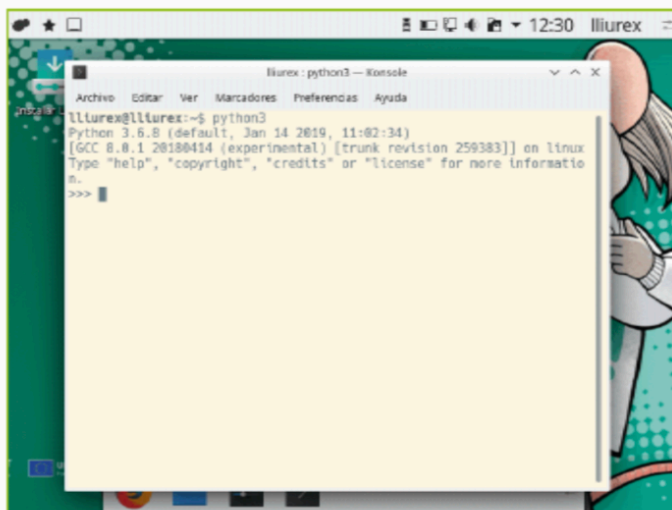 12:30 lliurex
lliurex : python3 — Konsole
Archivo Editar Ver Marcadores Preferencias Ayuda
lliurex@lliurex:~$ python3
Python 3.6.8 (default, Jan 14 2019, 11:02:34)
[GCC 8.0.1 20180414 (experimental) [trunk revision 259383]] on linux
Type "help", "copyright", "credits" or "license" for more informatio
n.
>>>
Instalar